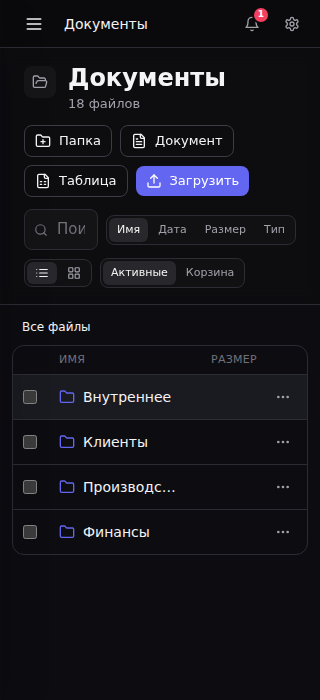 Документы
1
Документы
18 файлов
Папка
Документ
Таблица
Загрузить
Пои
Имя Дата Размер Тип
Активные Корзина
Все файлы
ИМЯ РАЗМЕР
Внутреннее
Клиенты
Производс...
Финансы